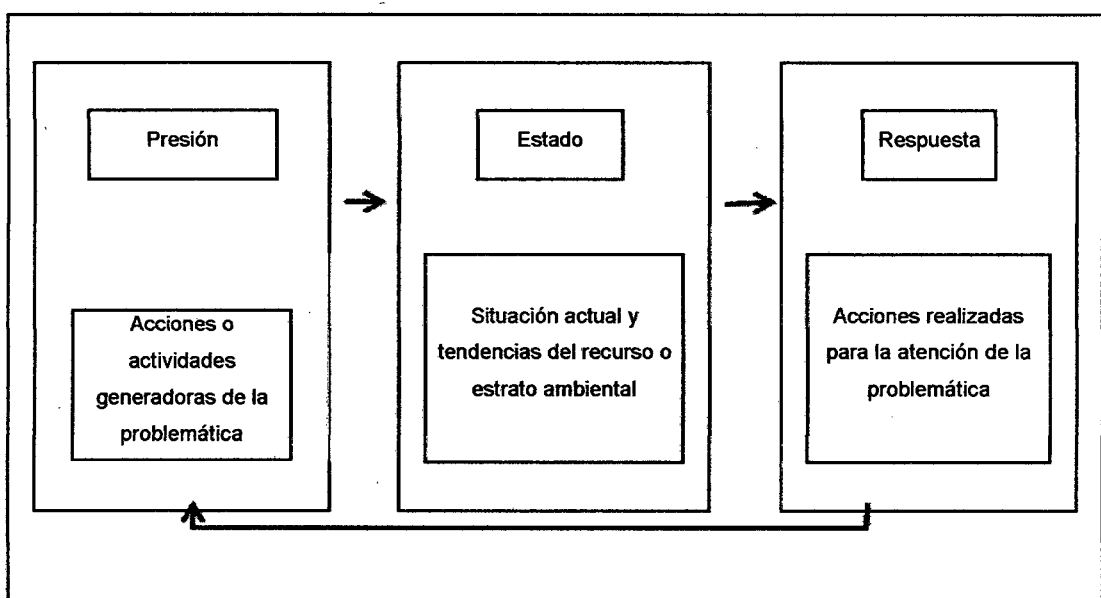 Presión
Acciones o
actividades
generadoras de la
problemática
Estado
Situación actual y
tendencias del recurso o
estrato ambiental
Respuesta
Acciones realizadas
para la atención de la
problemática